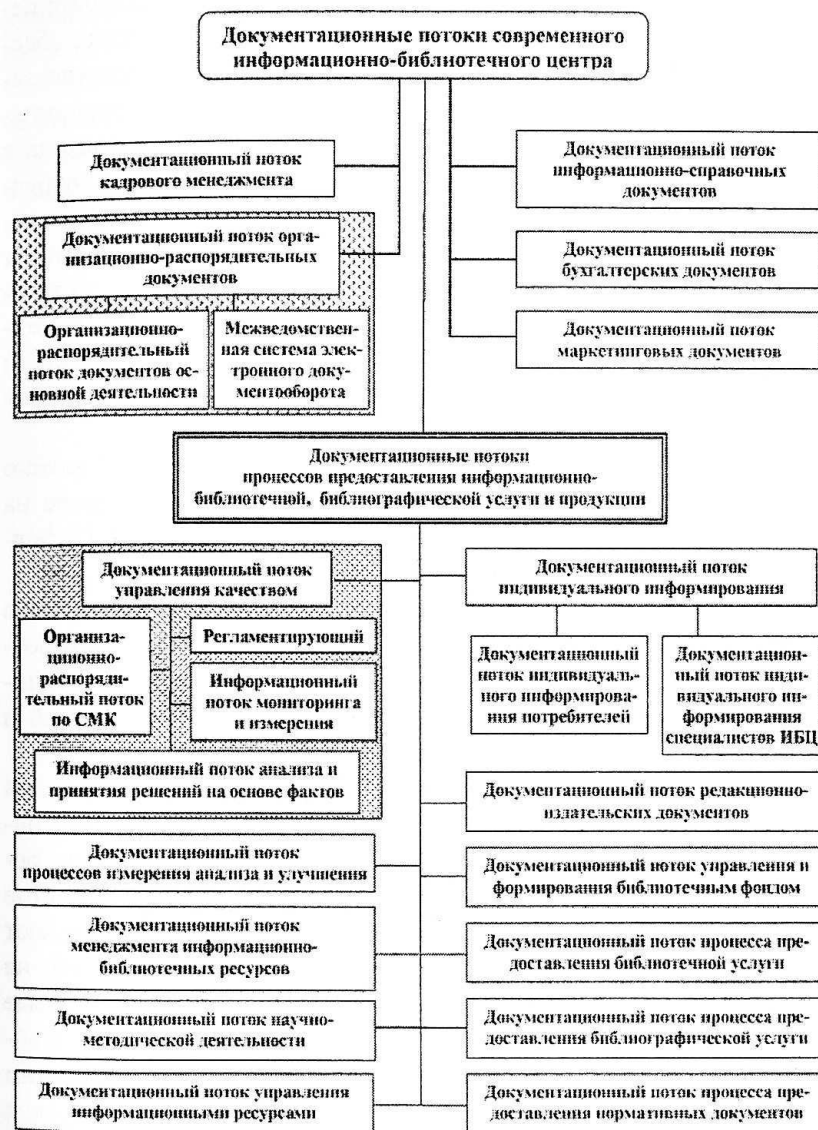 Документационные потоки современного
информационно-библиотечного центра
Документационный поток
кадрового менеджмента
Документационный поток
информационно-справочных
документов
Документационный поток орга-
низационно-распорядительных
документов
Документационный поток
бухгалтерских документов
Организационно-
распорядительный
поток документов ос-
новной деятельности
Межведомствен-
ная система элек-
тронного доку-
ментооборота
Документационный поток
маркетинговых документов
Документационные потоки
процессов предоставления информационно-
библиотечной, библиографической услуги и продукции
Документационный поток
управления качеством
Документационный поток
индивидуального информирования
Организа-
ционно-
распоряди-
тельный поток
по СМК
Регламентирующий
Информационный
поток мониторинга
и измерения
Информационный поток анализа и
принятия решений на основе фактов
Документационный
поток индивидуаль-
ного информирова-
ния потребителей
Документацион-
ный поток инди-
видуального ин-
формирования
специалистов ИБЦ
Документационный поток редакционно-
издательских документов
Документационный поток
процессов измерения анализа и улучшения
Документационный поток управления и
формирования библиотечным фондом
Документационный поток
менеджмента информационно-
библиотечных ресурсов
Документационный поток процесса пре-
доставления библиотечной услуги
Документационный поток научно-
методической деятельности
Документационный поток процесса пре-
доставления библиографической услуги
Документационный поток управления
информационными ресурсами
Документационный поток процесса пре-
доставления нормативных документов